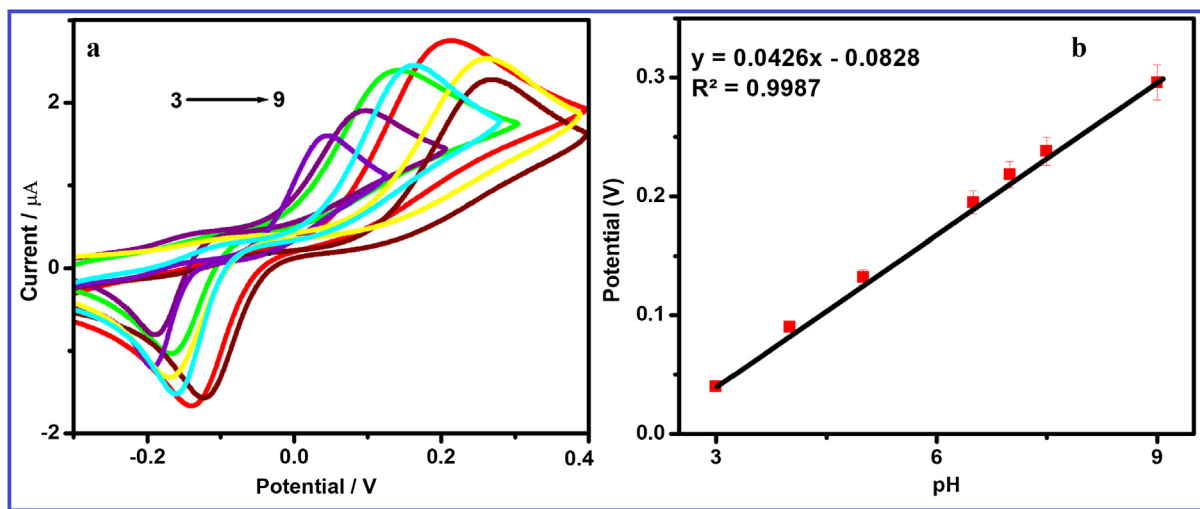 a
3 9
2
0
-2
Current / µA
-0.2 0.0 0.2 0.4
Potential / V
b
y = 0.0426x - 0.0828
R² = 0.9987
0.3
0.2
0.1
0.0
Potential (V)
3 6 9
pH